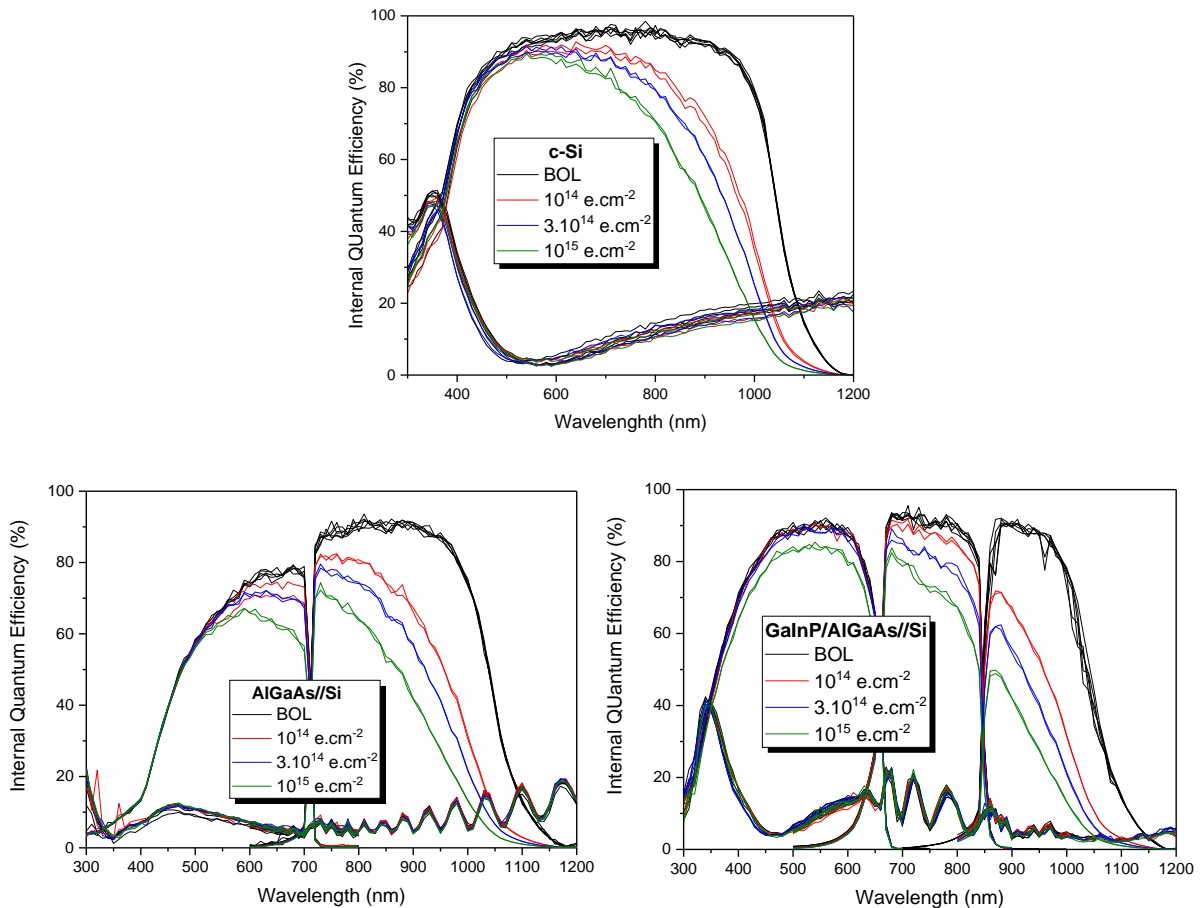 100
80
60
40
20
0
Internal QUantum Efficiency (%)
c-Si
BOL
10¹⁴ e.cm⁻²
3.10¹⁴ e.cm⁻²
10¹⁵ e.cm⁻²
400 600 800 1000 1200
Wavelenghth (nm)
100
80
60
40
20
0
Internal Quantum Efficiency (%)
AlGaAs//Si
BOL
10¹⁴ e.cm⁻²
3.10¹⁴ e.cm⁻²
10¹⁵ e.cm⁻²
300 400 500 600 700 800 900 1000 1100 1200
Wavelength (nm)
100
80
60
40
20
0
Internal QUantum Efficiency (%)
GaInP/AlGaAs//Si
BOL
10¹⁴ e.cm⁻²
3.10¹⁴ e.cm⁻²
10¹⁵ e.cm⁻²
300 400 500 600 700 800 900 1000 1100 1200
Wavelength (nm)